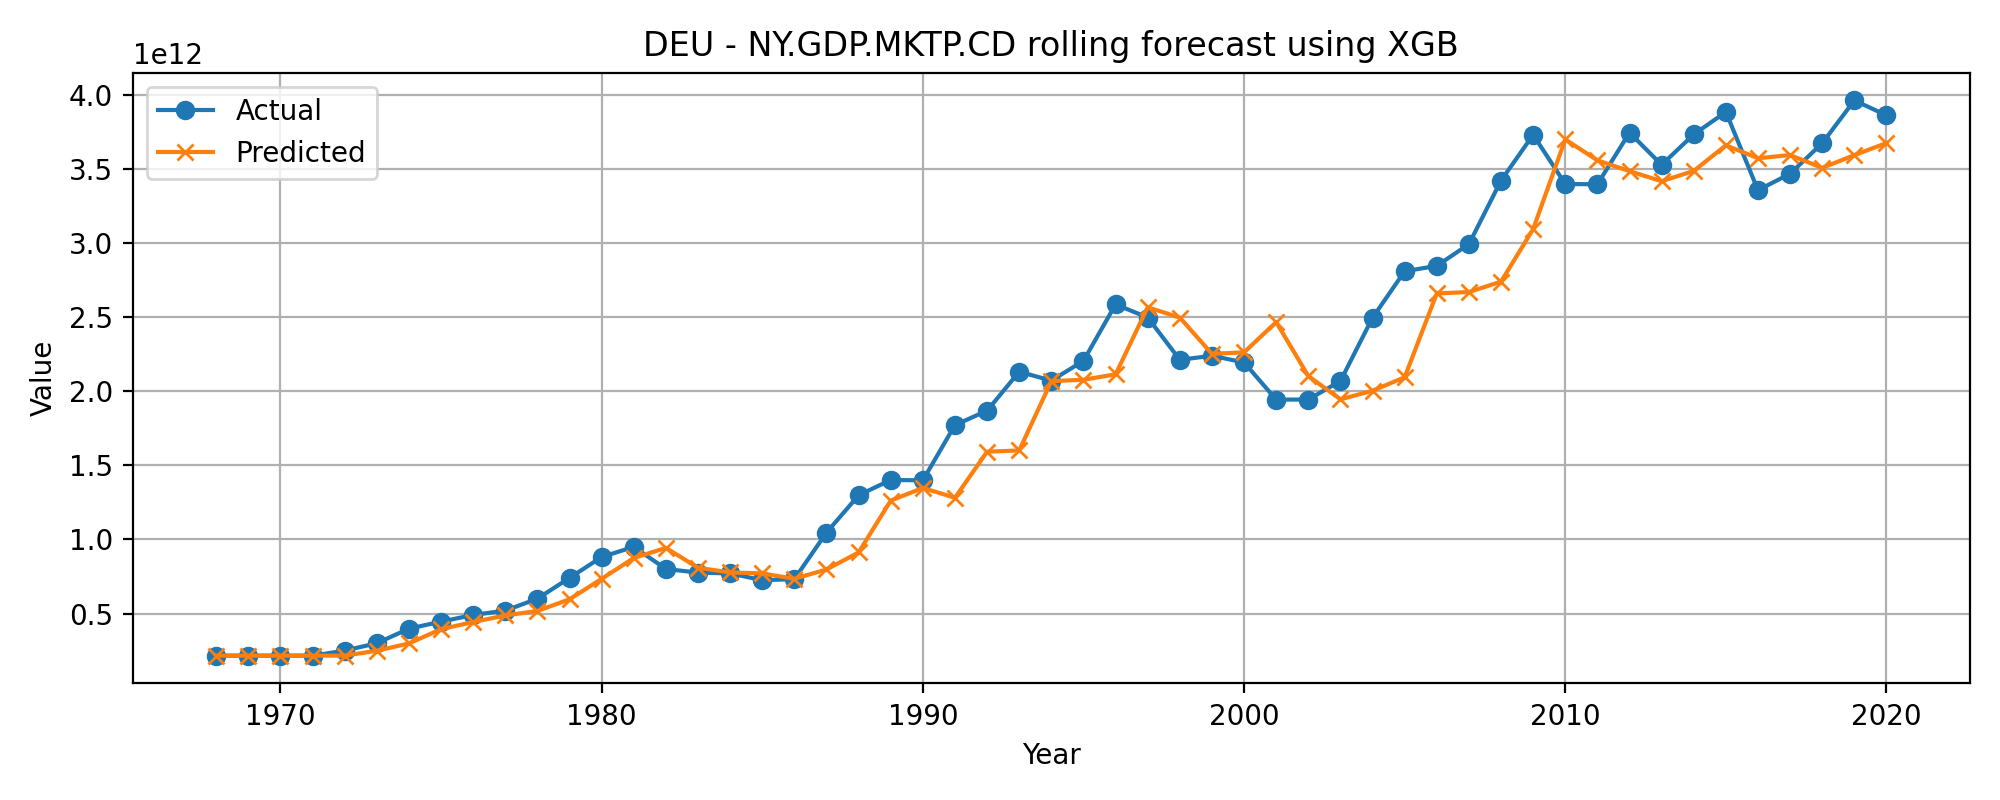 DEU - NY.GDP.MKTP.CD rolling forecast using XGB
1e12
Actual
Predicted
4.0
3.5
3.0
2.5
2.0
1.5
1.0
0.5
Value
1970 1980 1990 2000 2010 2020
Year